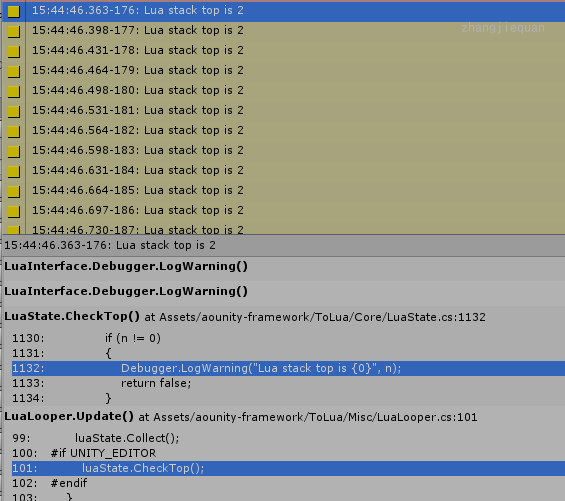 15:44:46.363-176: Lua stack top is 2
zhangjiequan
15:44:46.398-177: Lua stack top is 2
15:44:46.431-178: Lua stack top is 2
15:44:46.464-179: Lua stack top is 2
15:44:46.498-180: Lua stack top is 2
15:44:46.531-181: Lua stack top is 2
15:44:46.564-182: Lua stack top is 2
15:44:46.598-183: Lua stack top is 2
15:44:46.631-184: Lua stack top is 2
15:44:46.664-185: Lua stack top is 2
15:44:46.697-186: Lua stack top is 2
15:44:46.730-187: Lua stack top is 2
15:44:46.363-176: Lua stack top is 2
LuaInterface.Debugger.LogWarning()
LuaInterface.Debugger.LogWarning()
LuaState.CheckTop() at Assets/aounity-framework/ToLua/Core/LuaState.cs:1132
1130: if (n != 0)
1131: {
1132: Debugger.LogWarning("Lua stack top is {0}", n);
1133: return false;
1134: }
LuaLooper.Update() at Assets/aounity-framework/ToLua/Misc/LuaLooper.cs:101
99: luaState.Collect();
100: #if UNITY_EDITOR
101: luaState.CheckTop();
102: #endif
103: }